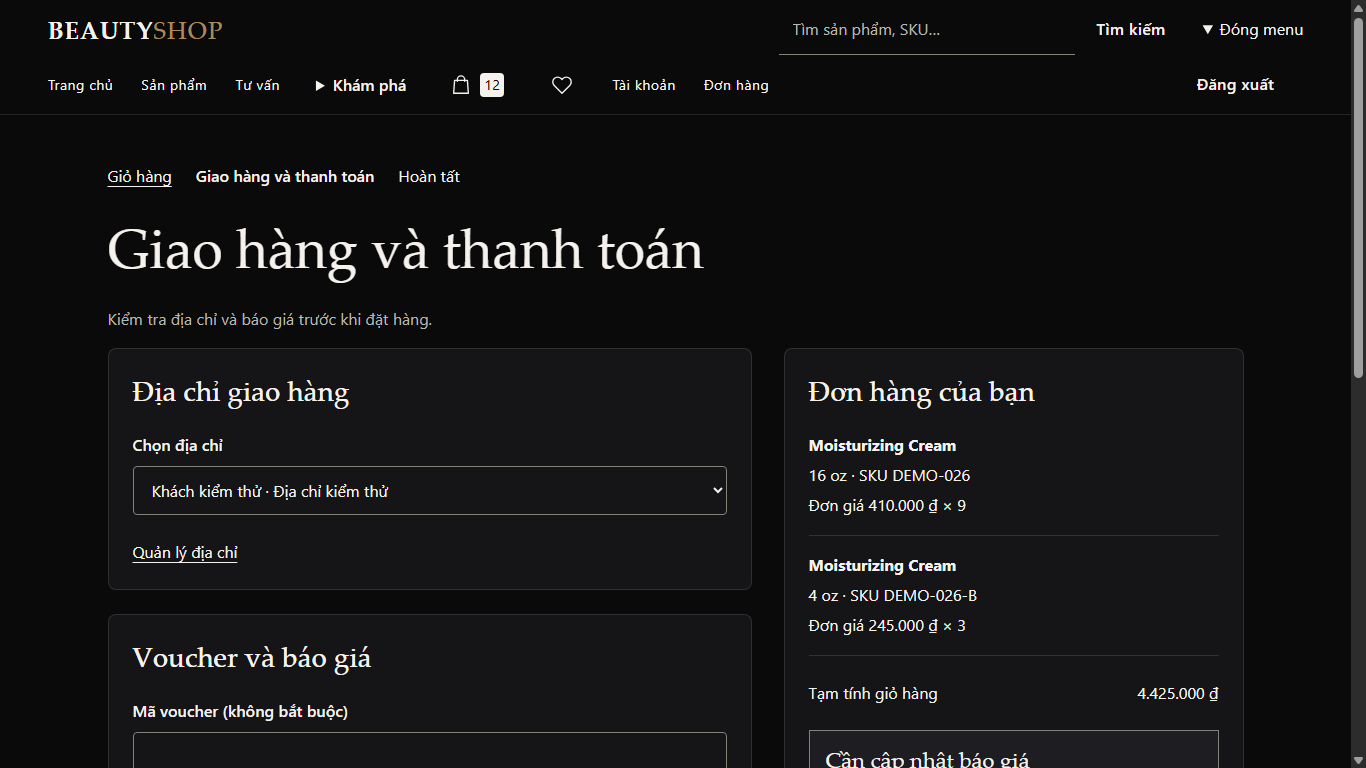 BEAUTYSHOP
Tìm sản phẩm, SKU...
Tìm kiếm
▼ Đóng menu
Trang chủ
Sản phẩm
Tư vấn
▶ Khám phá
12
Tài khoản
Đơn hàng
Đăng xuất
Giỏ hàng
Giao hàng và thanh toán
Hoàn tất
Giao hàng và thanh toán
Kiểm tra địa chỉ và báo giá trước khi đặt hàng.
Địa chỉ giao hàng
Chọn địa chỉ
Khách kiểm thử · Địa chỉ kiểm thử
Quản lý địa chỉ
Voucher và báo giá
Mã voucher (không bắt buộc)
Đơn hàng của bạn
Moisturizing Cream
16 oz · SKU DEMO-026
Đơn giá 410.000 ₫ × 9
Moisturizing Cream
4 oz · SKU DEMO-026-B
Đơn giá 245.000 ₫ × 3
Tạm tính giỏ hàng
4.425.000 ₫
Cần cập nhật báo giá